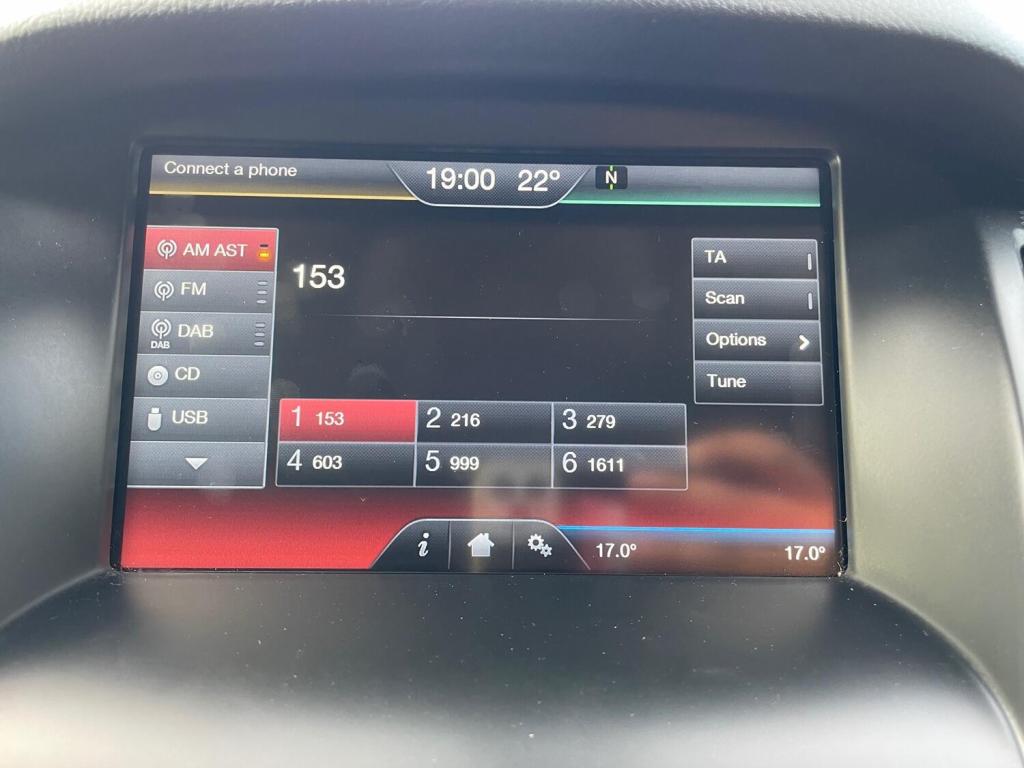 Connect a phone
19:00 22°
N
AM AST
FM
DAB
DAB
CD
USB
153
1 153
2 216
3 279
4 603
5 999
6 1611
TA
Scan
Options
Tune
i
17.0°
17.0°